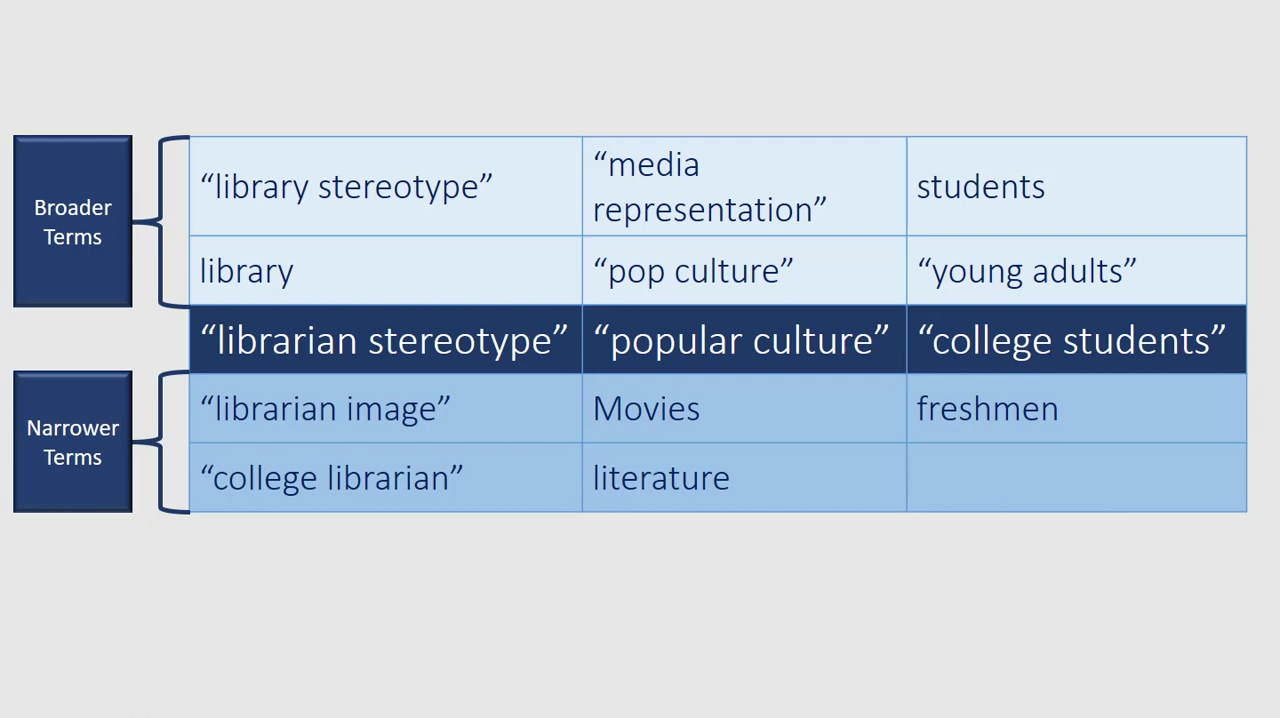 Broader
Terms
“library stereotype”
“media
representation”
students
library
“pop culture”
“young adults”
“librarian stereotype”
“popular culture”
“college students”
Narrower
Terms
“librarian image”
Movies
freshmen
“college librarian”
literature